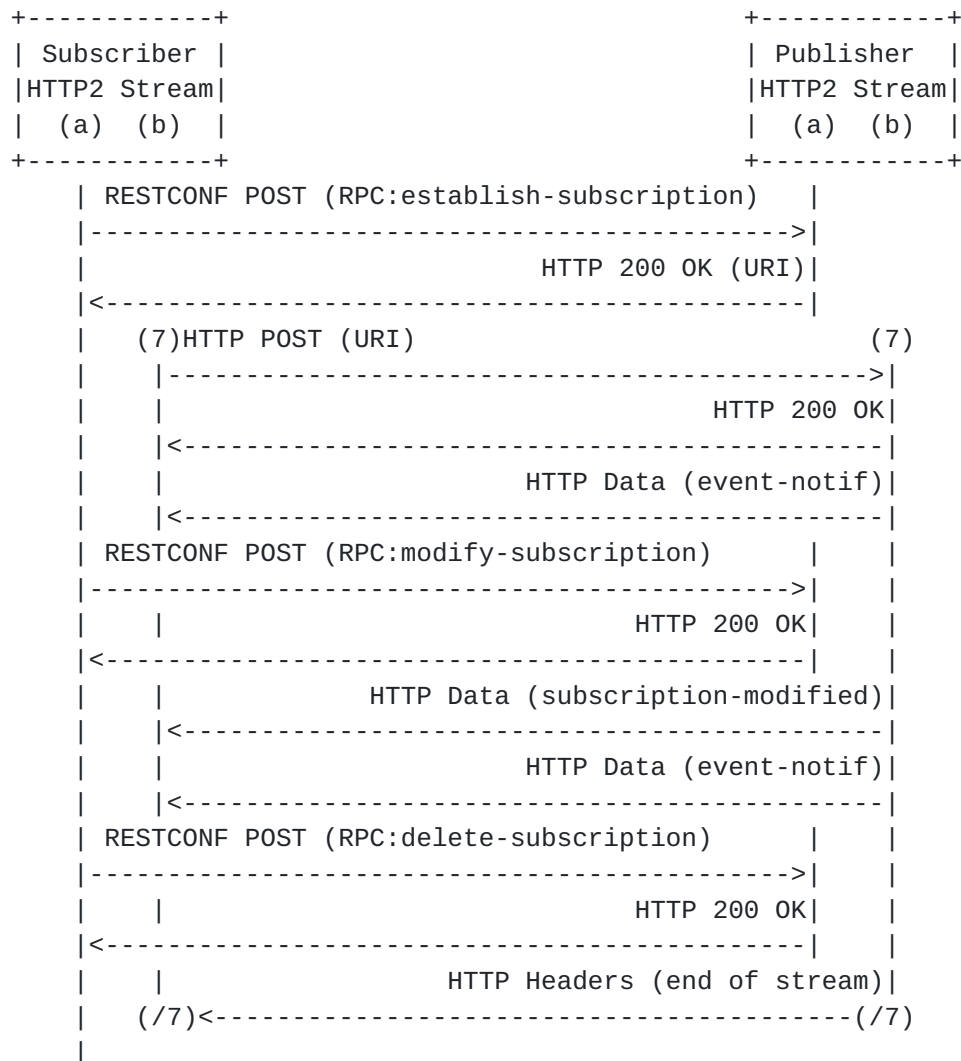 +------------+                                  +------------+
| Subscriber |                                  | Publisher  |
|HTTP2 Stream|                                  |HTTP2 Stream|
|  (a)  (b)  |                                  |  (a)  (b)  |
+------------+                                  +------------+
    | RESTCONF POST (RPC:establish-subscription)   |
    |--------------------------------------------->|
    |                             HTTP 200 OK (URI)|
    |<---------------------------------------------|
    |   (7)HTTP POST (URI)                             (7)
    |    |--------------------------------------------->|
    |    |                                   HTTP 200 OK|
    |    |<---------------------------------------------|
    |    |                       HTTP Data (event-notif)|
    |    |<---------------------------------------------|
    | RESTCONF POST (RPC:modify-subscription)      |    |
    |--------------------------------------------->|    |
    |    |                              HTTP 200 OK|    |
    |<---------------------------------------------|    |
    |    |             HTTP Data (subscription-modified)|
    |    |<---------------------------------------------|
    |    |                       HTTP Data (event-notif)|
    |    |<---------------------------------------------|
    | RESTCONF POST (RPC:delete-subscription)      |    |
    |--------------------------------------------->|    |
    |    |                              HTTP 200 OK|    |
    |<---------------------------------------------|    |
    |    |                  HTTP Headers (end of stream)|
    |   (/7)<-----------------------------------------(/7)
    |